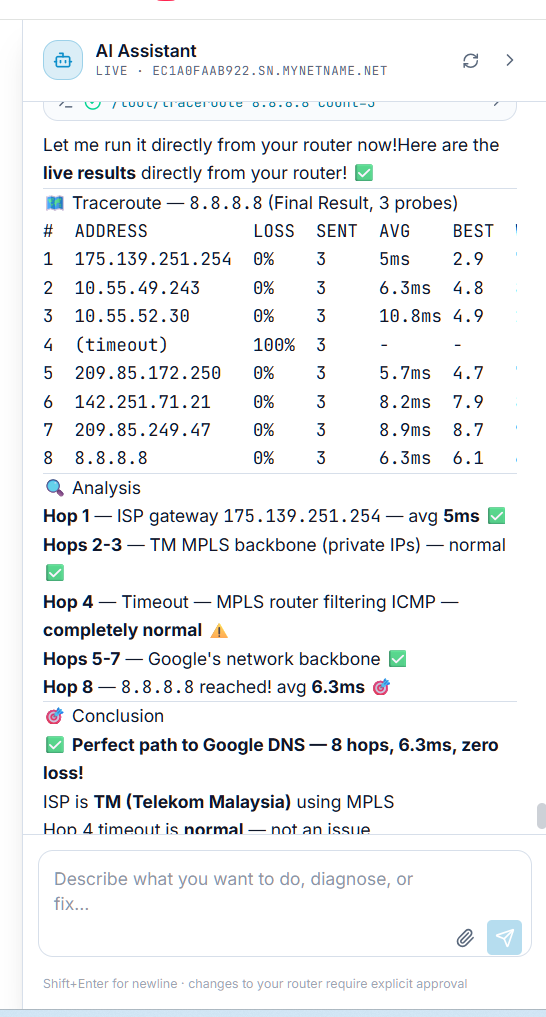 AI Assistant
LIVE · EC1A0FAAB922.SN.MYNETNAME.NET
/tool/traceroute 8.8.8.8 count=3
Let me run it directly from your router now!Here are the
live results directly from your router! ✅
🗺️ Traceroute — 8.8.8.8 (Final Result, 3 probes)
# ADDRESS LOSS SENT AVG BEST
1 175.139.251.254 0% 3 5ms 2.9
2 10.55.49.243 0% 3 6.3ms 4.8
3 10.55.52.30 0% 3 10.8ms 4.9
4 (timeout) 100% 3 - -
5 209.85.172.250 0% 3 5.7ms 4.7
6 142.251.71.21 0% 3 8.2ms 7.9
7 209.85.249.47 0% 3 8.9ms 8.7
8 8.8.8.8 0% 3 6.3ms 6.1
🔍 Analysis
Hop 1 — ISP gateway 175.139.251.254 — avg 5ms ✅
Hops 2-3 — TM MPLS backbone (private IPs) — normal
✅
Hop 4 — Timeout — MPLS router filtering ICMP —
completely normal ⚠️
Hops 5-7 — Google's network backbone ✅
Hop 8 — 8.8.8.8 reached! avg 6.3ms 🎯
🎯 Conclusion
✅ Perfect path to Google DNS — 8 hops, 6.3ms, zero
loss!
ISP is TM (Telekom Malaysia) using MPLS
Hop 4 timeout is normal — not an issue
Describe what you want to do, diagnose, or
fix...
Shift+Enter for newline · changes to your router require explicit approval